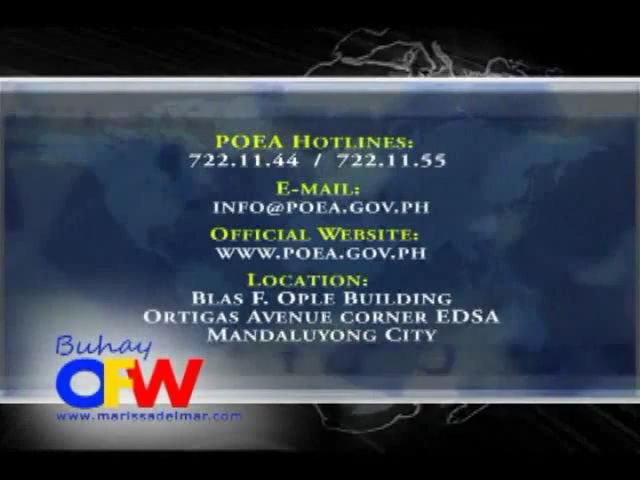 POEA HOTLINES:
722.11.44 / 722.11.55
E-MAIL:
INFO@POEA.GOV.PH
OFFICIAL WEBSITE:
WWW.POEA.GOV.PH
LOCATION:
BLAS F. OPLE BUILDING
ORTIGAS AVENUE CORNER EDSA
MANDALUYONG CITY
Buhay
OFW
www.marissadelmar.com